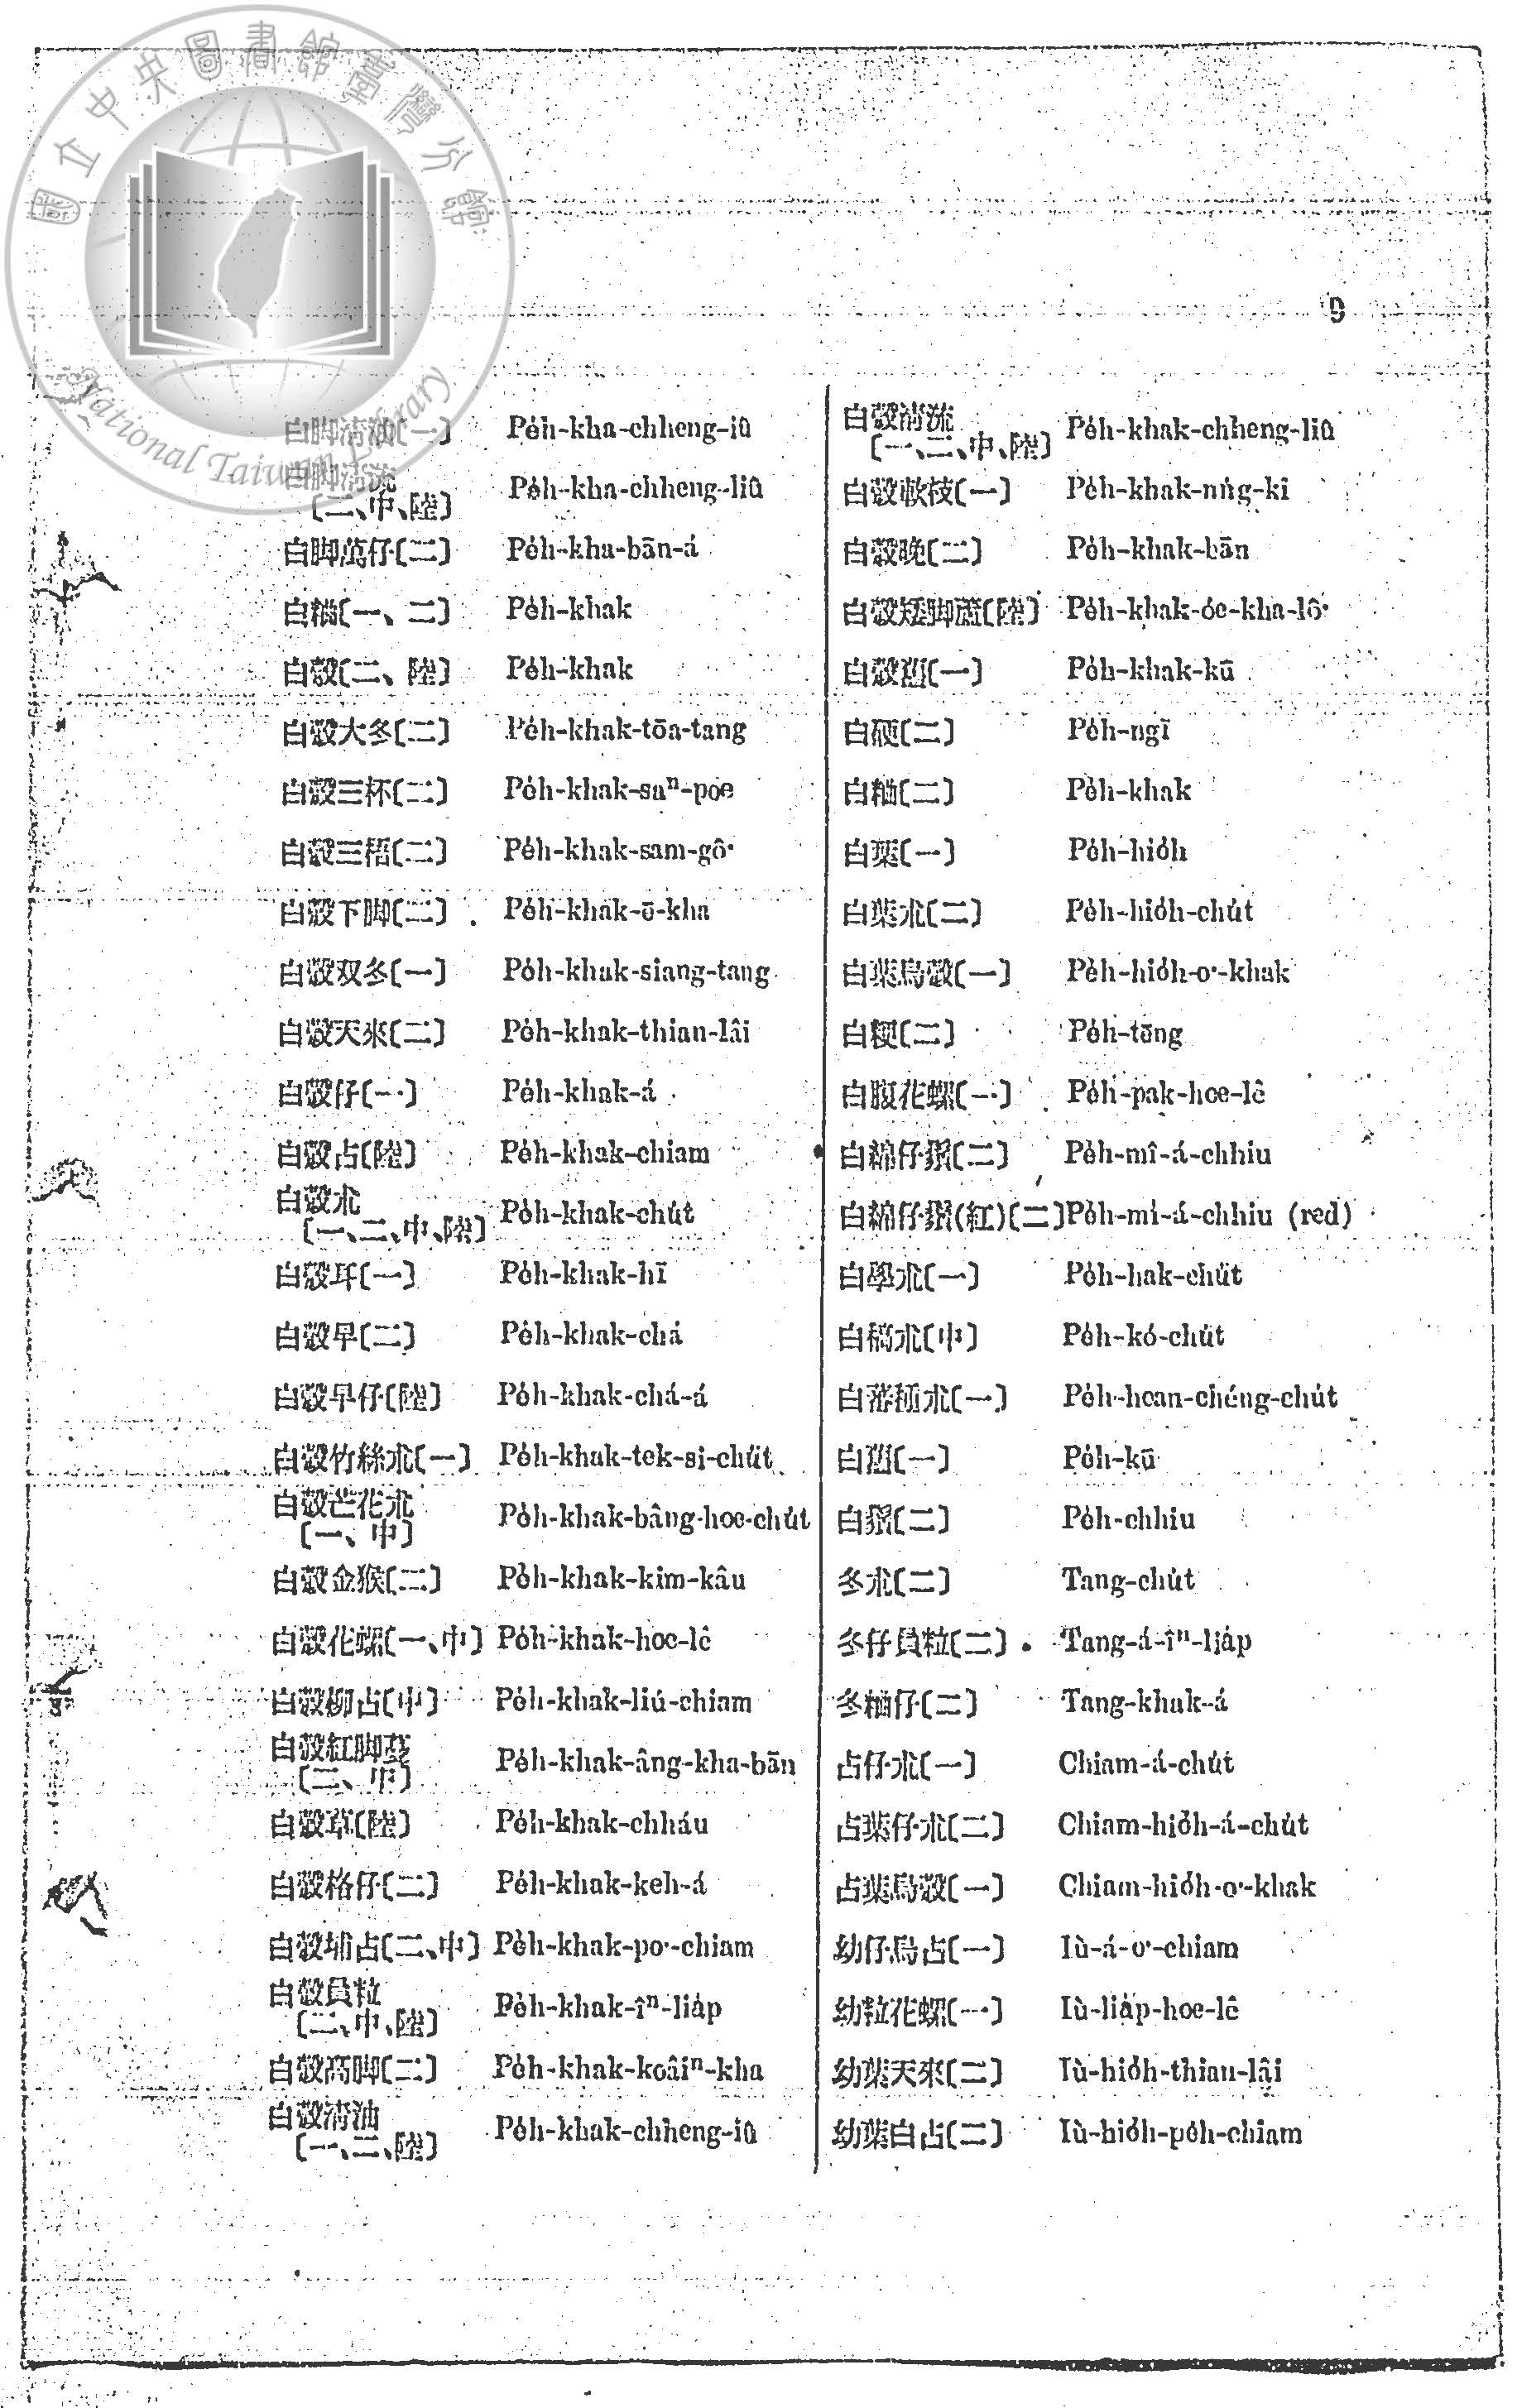 國立中央圖書館臺灣分館
National Taiwan Library
9
白脚清油〔一〕 Pe̍h-kha-chheng-iû
白脚清流〔二、中、陸〕 Pe̍h-kha-chheng-liû
白脚萬仔〔二〕 Pe̍h-kha-bān-á
白𥽇〔一、二〕 Pe̍h-khak
白殼〔二、陸〕 Pe̍h-khak
白殼大冬〔二〕 Pe̍h-khak-tōa-tang
白殼三杯〔二〕 Pe̍h-khak-saⁿ-poe
白殼三梧〔二〕 Pe̍h-khak-sam-gô͘
白殼下脚〔二〕 Pe̍h-khak-ē-kha
白殼双冬〔一〕 Pe̍h-khak-siang-tang
白殼天來〔二〕 Pe̍h-khak-thian-lâi
白殼仔〔一〕 Pe̍h-khak-á
白殼占〔陸〕 Pe̍h-khak-chiam
白殼朮〔一、二、中、陸〕 Pe̍h-khak-chu̍t
白殼耳〔一〕 Pe̍h-khak-hī
白殼早〔二〕 Pe̍h-khak-chá
白殼早仔〔陸〕 Pe̍h-khak-chá-á
白殼竹絲朮〔一〕 Pe̍h-khak-tek-si-chu̍t
白殼芒花朮〔一、中〕 Pe̍h-khak-bâng-hoe-chu̍t
白殼金猴〔二〕 Pe̍h-khak-kim-kâu
白殼花螺〔一、中〕 Pe̍h-khak-hoe-lê
白殼柳占〔中〕 Pe̍h-khak-liú-chiam
白殼紅脚〔二、中〕 Pe̍h-khak-âng-kha-bān
白殼草〔陸〕 Pe̍h-khak-chháu
白殼格仔〔二〕 Pe̍h-khak-keh-á
白殼埔占〔二、中〕 Pe̍h-khak-po͘-chiam
白殼員粒〔二、中、陸〕 Pe̍h-khak-îⁿ-lia̍p
白殼高脚〔二〕 Pe̍h-khak-koâiⁿ-kha
白殼清油〔一、二、陸〕 Pe̍h-khak-chheng-iû
白殼清流〔一、二、中、陸〕 Pe̍h-khak-chheng-liû
白殼軟枝〔一〕 Pe̍h-khak-nńg-ki
白殼晚〔二〕 Pe̍h-khak-bān
白殼矮脚蘆〔陸〕 Pe̍h-khak-óe-kha-lô͘
白殼舊〔一〕 Pe̍h-khak-kū
白硬〔二〕 Pe̍h-ngī
白〔二〕 Pe̍h-khak
白葉〔一〕 Pe̍h-hio̍h
白葉朮〔二〕 Pe̍h-hio̍h-chu̍t
白葉烏殼〔一〕 Pe̍h-hio̍h-o͘-khak
白粳〔二〕 Pe̍h-tēng
白腹花螺〔一〕 Pe̍h-pak-hoe-lê
白綿仔〔二〕 Pe̍h-mî-á-chhiu
白綿仔(紅)〔二〕 Pe̍h-mî-á-chhiu (red)
白學朮〔一〕 Pe̍h-hak-chu̍t
白稿朮〔中〕 Pe̍h-kó-chu̍t
白蕃種朮〔一〕 Pe̍h-hoan-chéng-chu̍t
白舊〔一〕 Pe̍h-kū
白〔二〕 Pe̍h-chhiu
冬朮〔二〕 Tang-chu̍t
冬仔員粒〔二〕 Tang-á-îⁿ-lia̍p
冬仔〔二〕 Tang-khak-á
占仔朮〔一〕 Chiam-á-chu̍t
占葉仔朮〔二〕 Chiam-hio̍h-á-chu̍t
占葉烏殼〔一〕 Chiam-hio̍h-o͘-khak
幼仔烏占〔一〕 Iù-á-o͘-chiam
幼粒花螺〔一〕 Iù-lia̍p-hoe-lê
幼葉天來〔二〕 Iù-hio̍h-thian-lâi
幼葉白占〔二〕 Iù-hio̍h-pe̍h-chiam